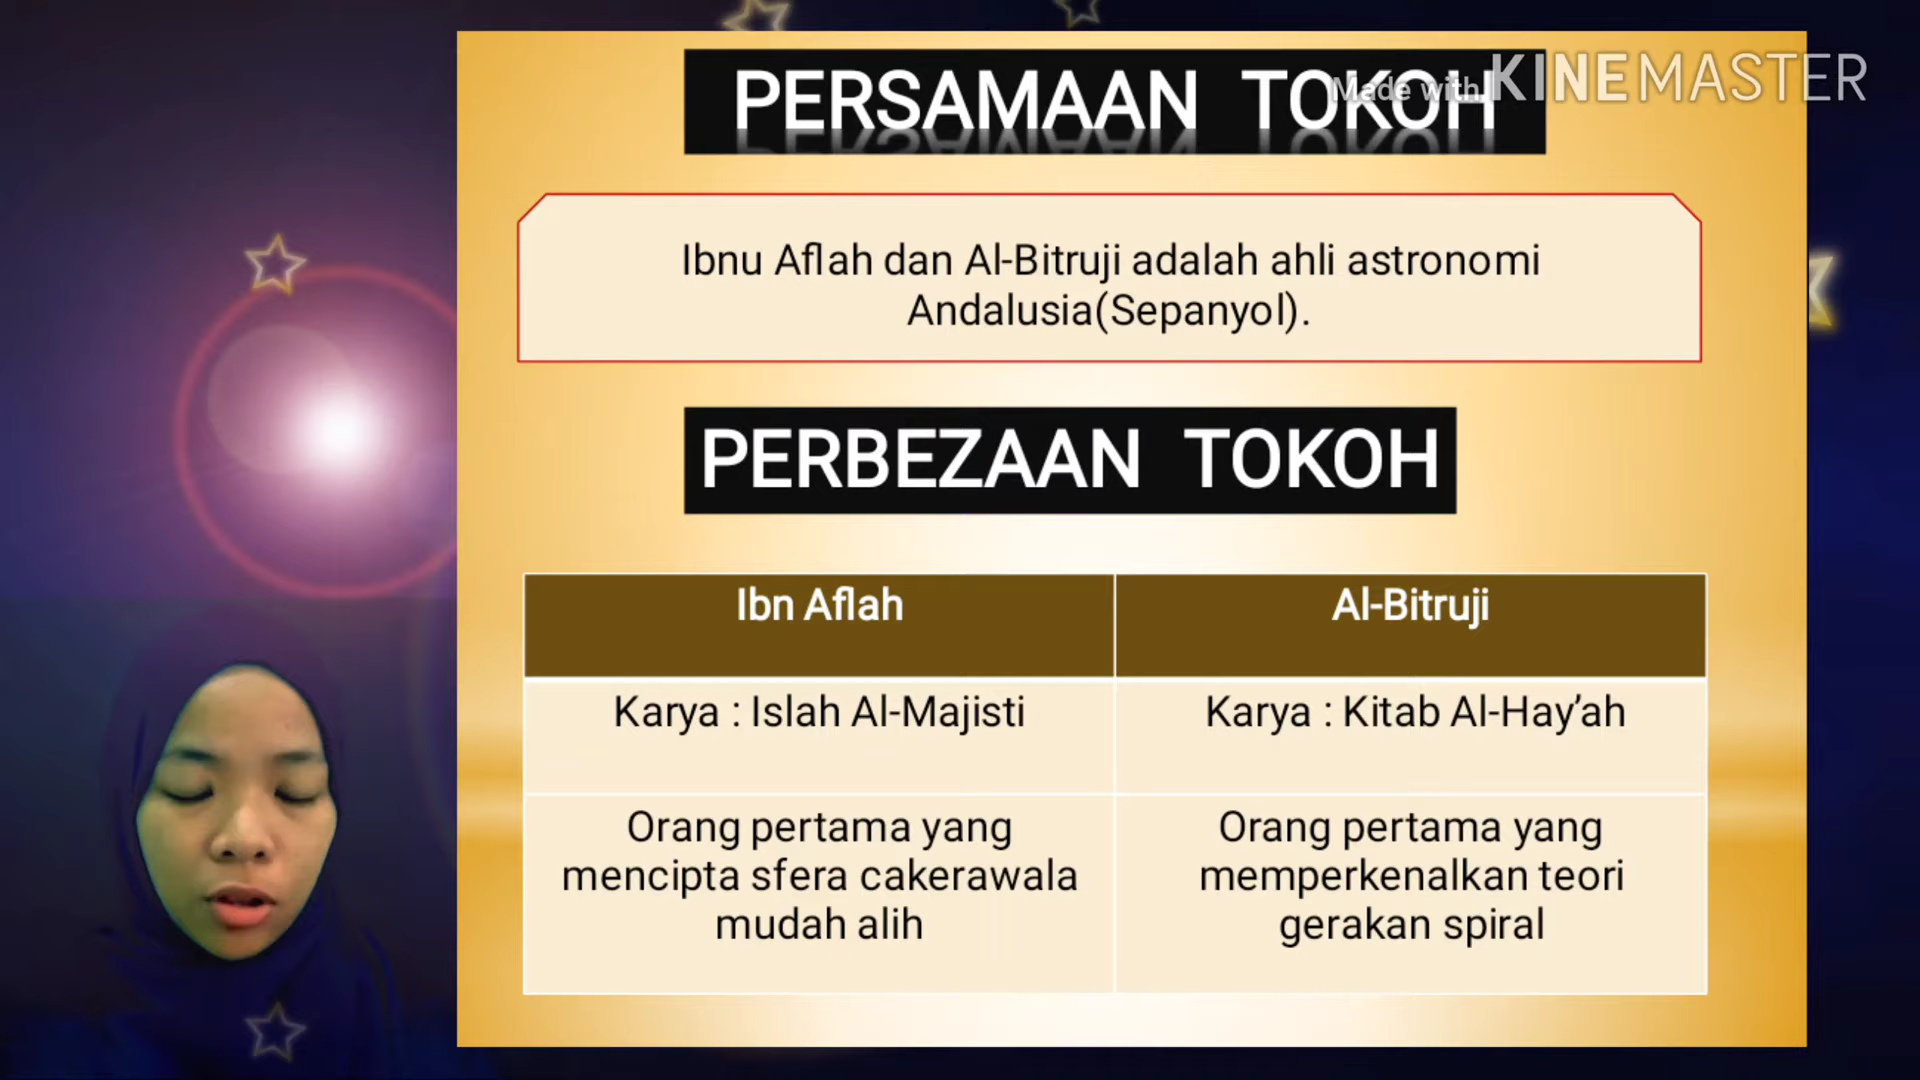 PERSAMAAN TOKOH
Made with KINEMASTER
Ibnu Aflah dan Al-Bitruji adalah ahli astronomi
Andalusia(Sepanyol).
PERBEZAAN TOKOH
Ibn Aflah
Al-Bitruji
Karya : Islah Al-Majisti
Karya : Kitab Al-Hay’ah
Orang pertama yang
mencipta sfera cakerawala
mudah alih
Orang pertama yang
memperkenalkan teori
gerakan spiral